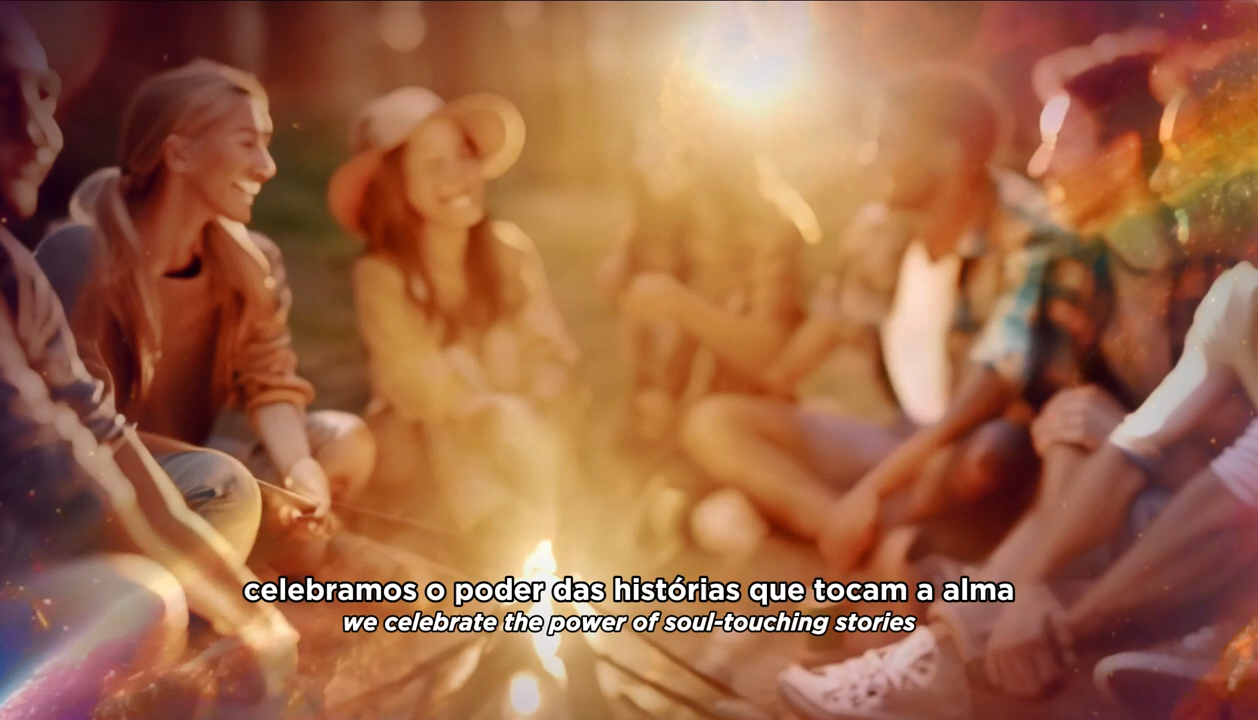 celebramos o poder das histórias que tocam a alma
we celebrate the power of soul-touching stories